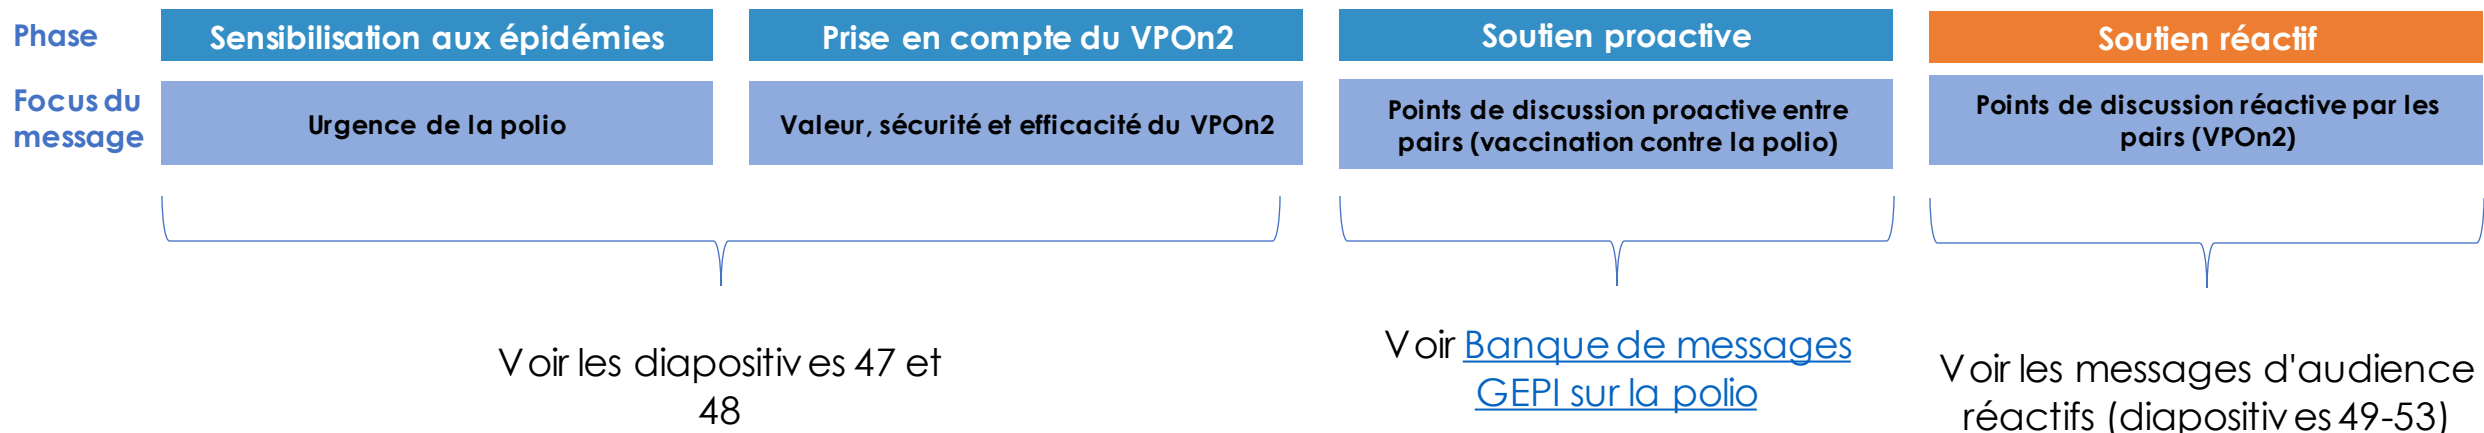 Phase
Sensibilisation aux épidémies
Prise en compte du VPOn2
Soutien proactive
Soutien réactif
Focus du
message
Urgence de la polio
Valeur, sécurité et efficacité du VPOn2
Points de discussion proactive entre
pairs (vaccination contre la polio)
Points de discussion réactive par les
pairs (VPOn2)
Voir les diapositives 47 et
48
Voir Banque de messages
GEPI sur la polio
Voir les messages d'audience
réactifs (diapositives 49-53)